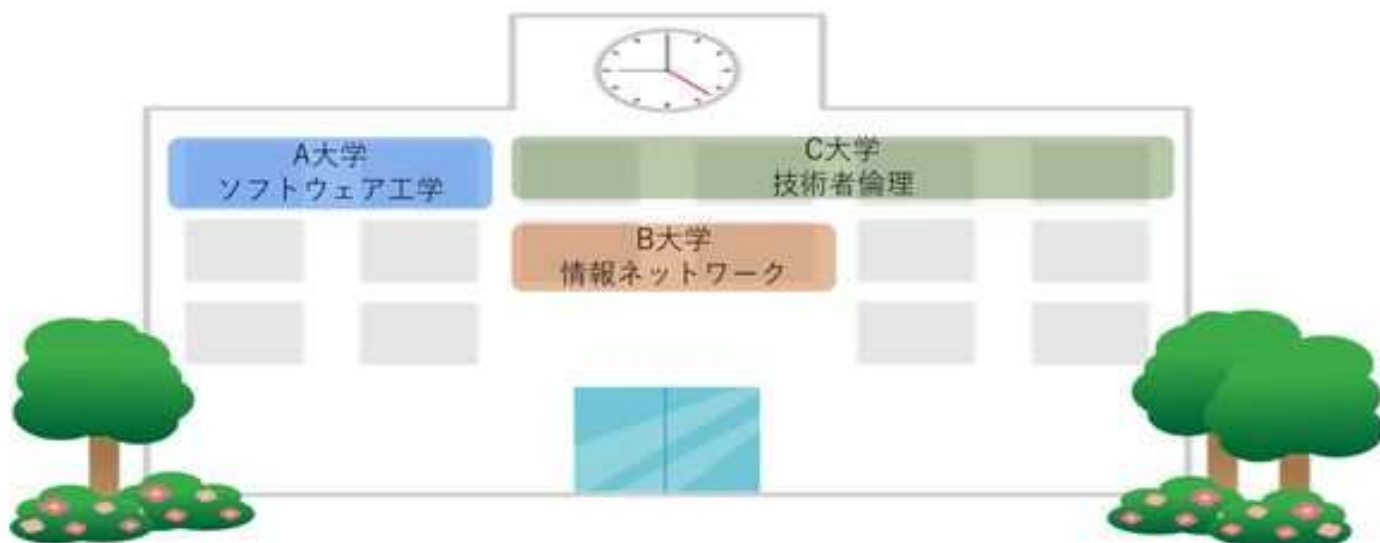 A大学
ソフトウェア工学
C大学
技術者倫理
B大学
情報ネットワーク